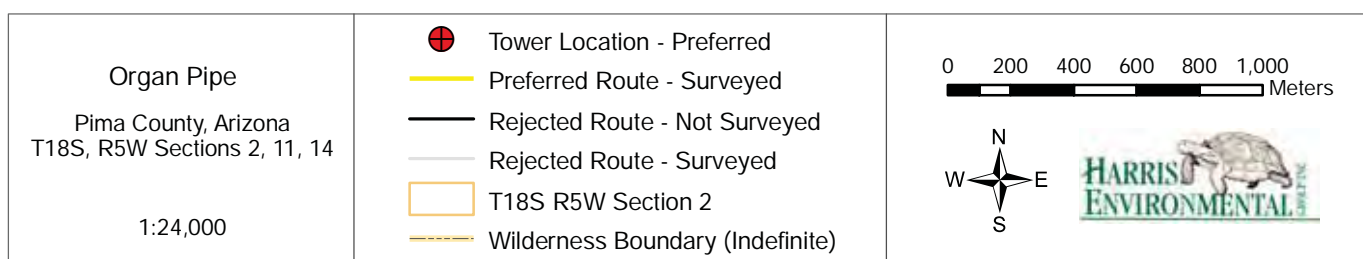 Organ Pipe
Pima County, Arizona
T18S, R5W Sections 2, 11, 14
1:24,000
Tower Location - Preferred
Preferred Route - Surveyed
Rejected Route - Not Surveyed
Rejected Route - Surveyed
T18S R5W Section 2
Wilderness Boundary (Indefinite)
0 200 400 600 800 1,000
Meters
N
W E
S
HARRIS
ENVIRONMENTAL
GROUP, INC